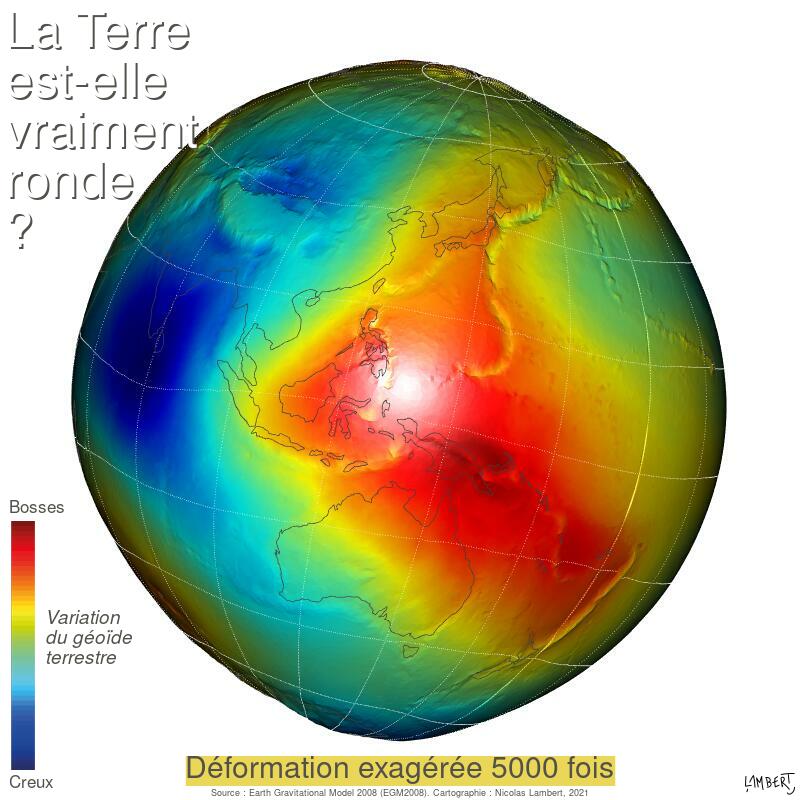 La Terre
est-elle
vraiment
ronde
?
Bosses
Variation
du géoïde
terrestre
Creux
Déformation exagérée 5000 fois
Source : Earth Gravitational Model 2008 (EGM2008). Cartographie : Nicolas Lambert, 2021
LAMBERT